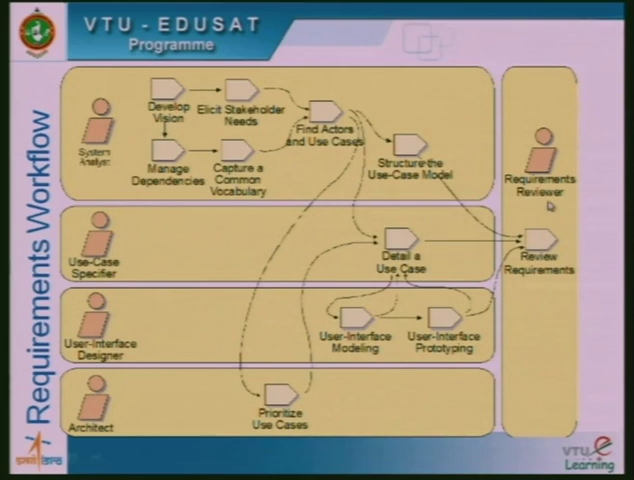 VTU - EDUSAT
Programme
Requirements Workflow
System
Analyst
Develop
Vision
Elicit Stakeholder
Needs
Find Actors
and Use Cases
Manage
Dependencies
Capture a
Common
Vocabulary
Structure the
Use-Case Model
Requirements
Reviewer
Use-Case
Specifier
Detail a
Use Case
Review
Requirements
User-Interface
Designer
User-Interface
Modeling
User-Interface
Prototyping
Architect
Prioritize
Use Cases
VTU
e
Learning